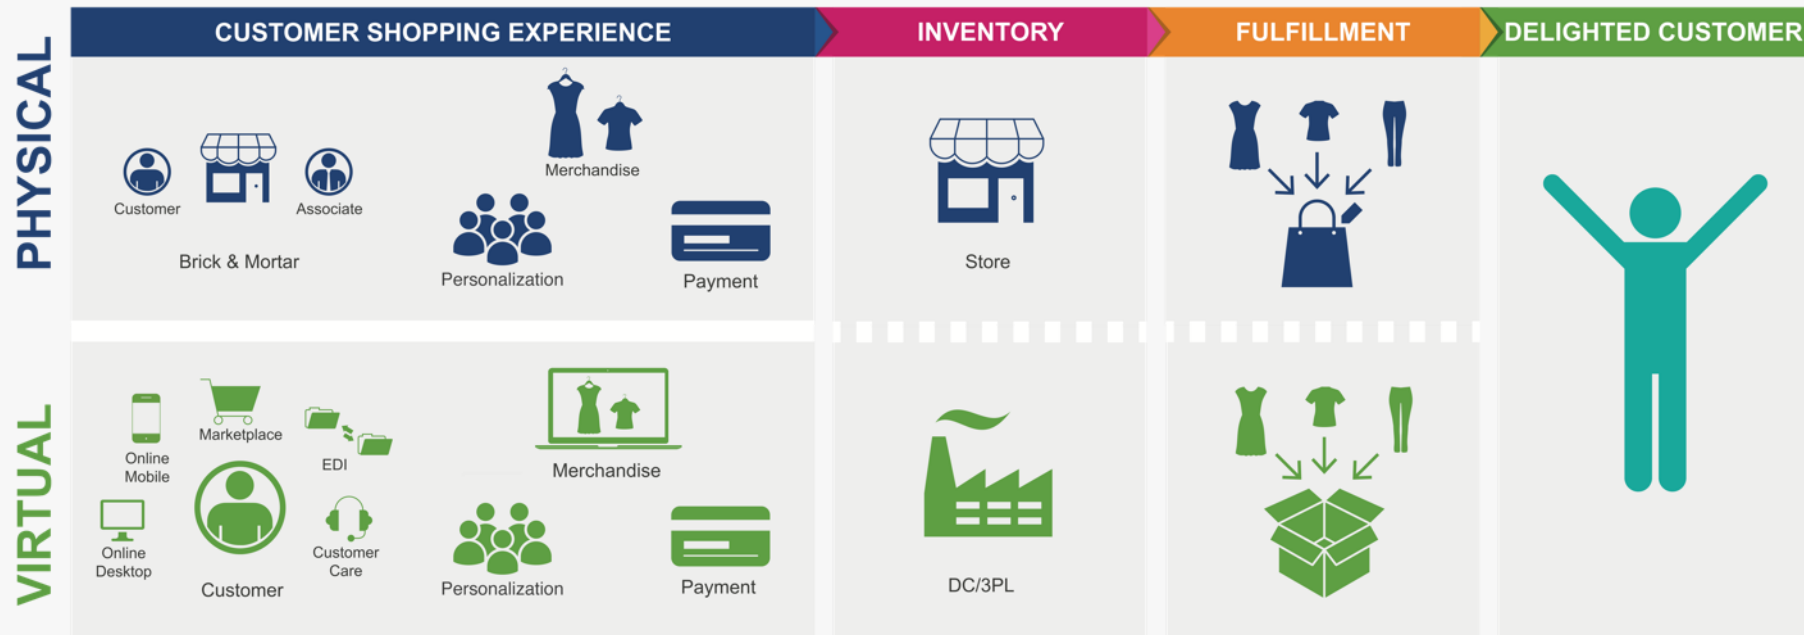 CUSTOMER SHOPPING EXPERIENCE
INVENTORY
FULFILLMENT
DELIGHTED CUSTOMER
PHYSICAL
Customer
Associate
Brick & Mortar
Merchandise
Personalization
Payment
Store
VIRTUAL
Online
Mobile
Marketplace
EDI
Online
Desktop
Customer
Care
Customer
Merchandise
Personalization
Payment
DC/3PL